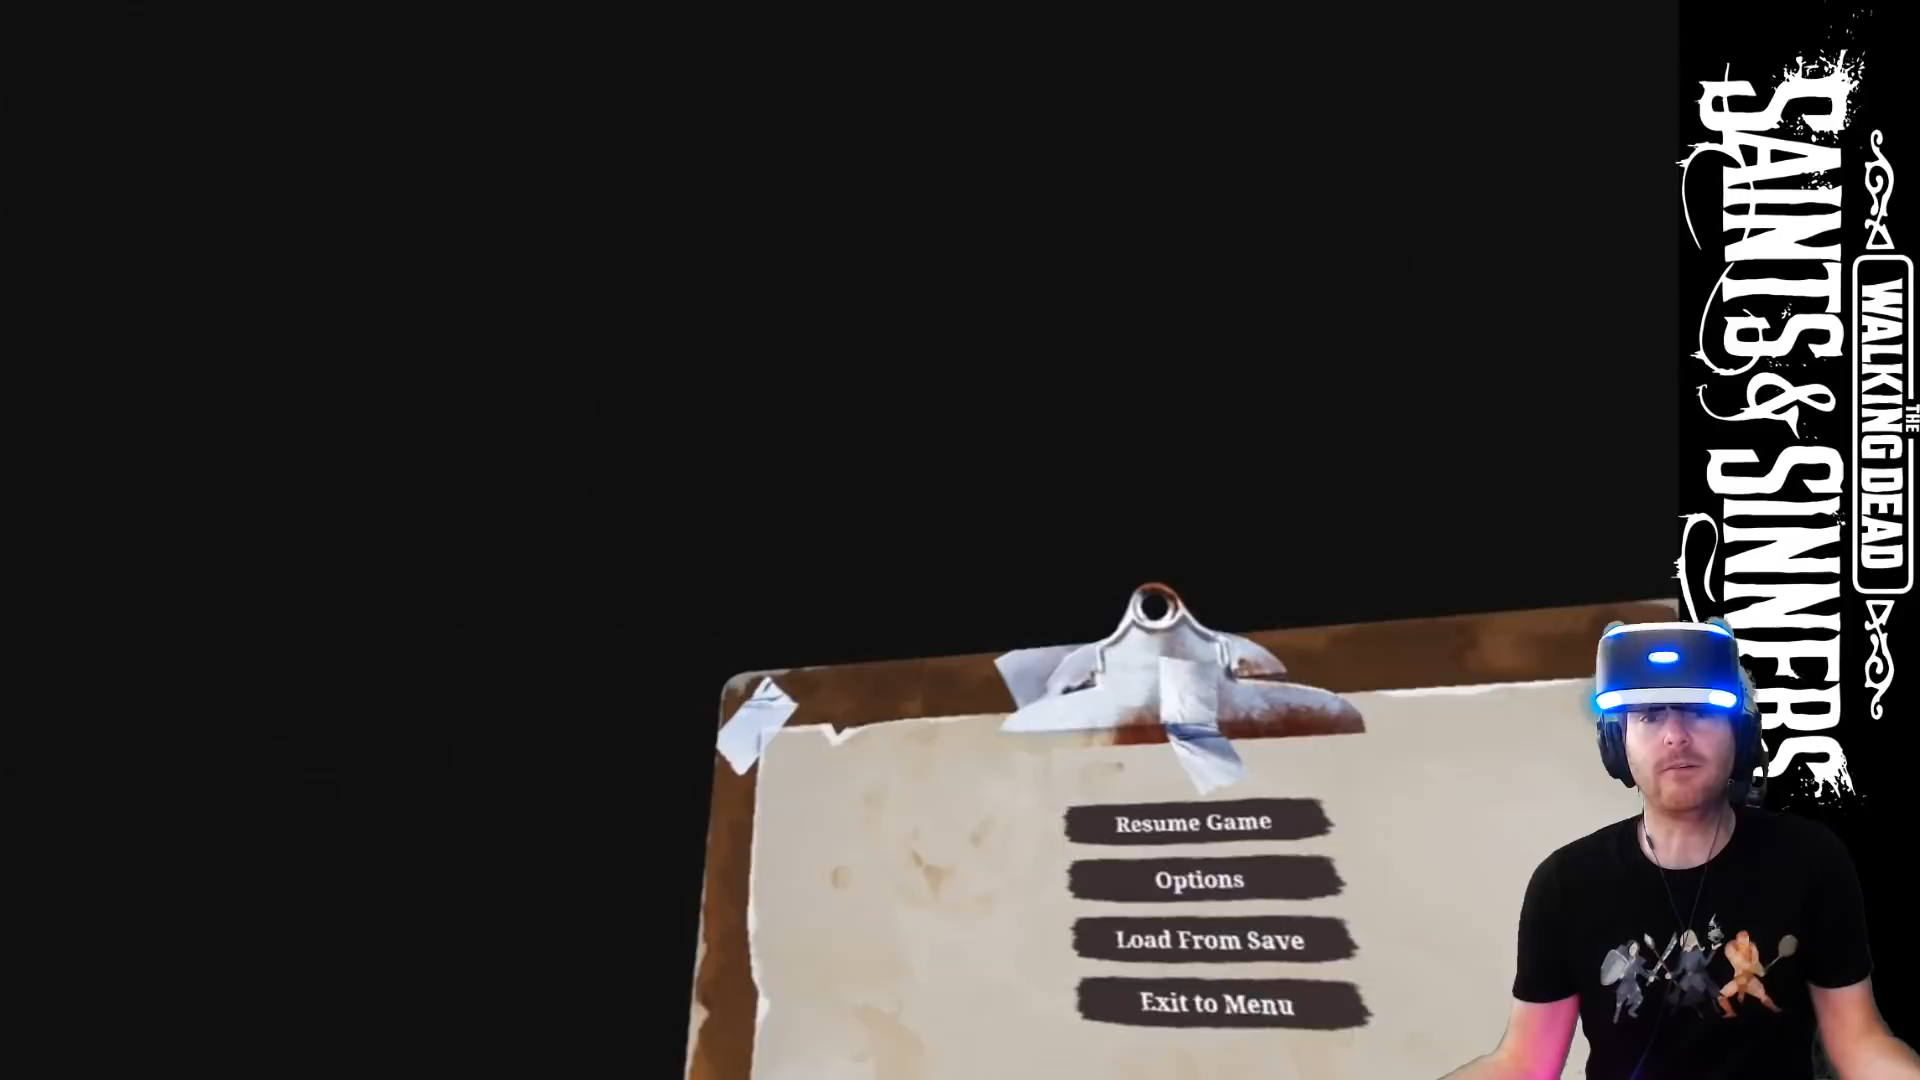 Resume Game
Options
Load From Save
Exit to Menu
THE
WALKING DEAD
SAINTS & SINNERS